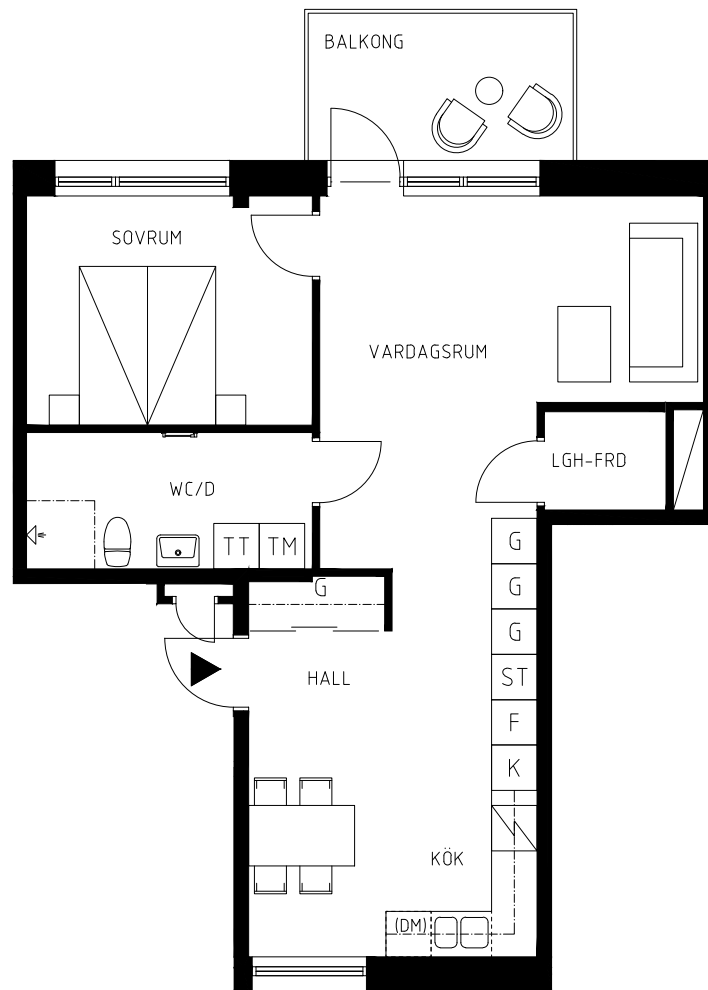 BALKONG
SOVRUM
VARDAGSRUM
LGH-FRD
WC/D
TT
TM
G
G
G
G
HALL
ST
F
K
KÖK
(DM)